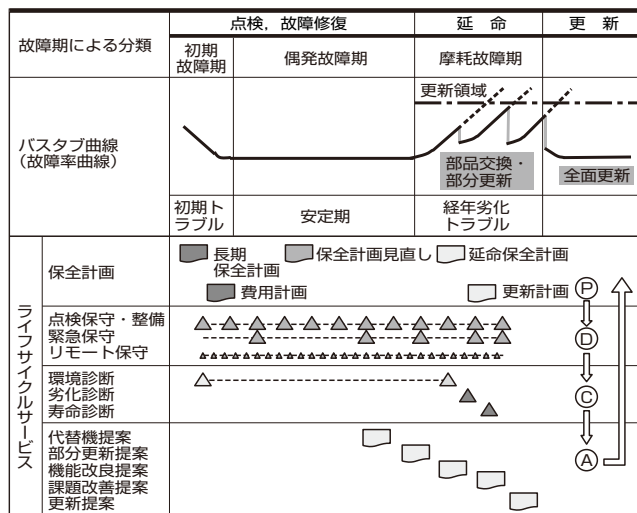 故障期による分類
点検，故障修復
延　命
更　新
初期
故障期
偶発故障期
摩耗故障期
バスタブ曲線
（故障率曲線）
更新領域
部品交換・
部分更新
全面更新
初期ト
ラブル
安定期
経年劣化
トラブル
ライフサイクルサービス
保全計画
長期
保全計画
保全計画見直し
延命保全計画
費用計画
更新計画
P
点検保守・整備
緊急保守
リモート保守
D
環境診断
劣化診断
寿命診断
C
代替機提案
部分更新提案
機能改良提案
課題改善提案
更新提案
A